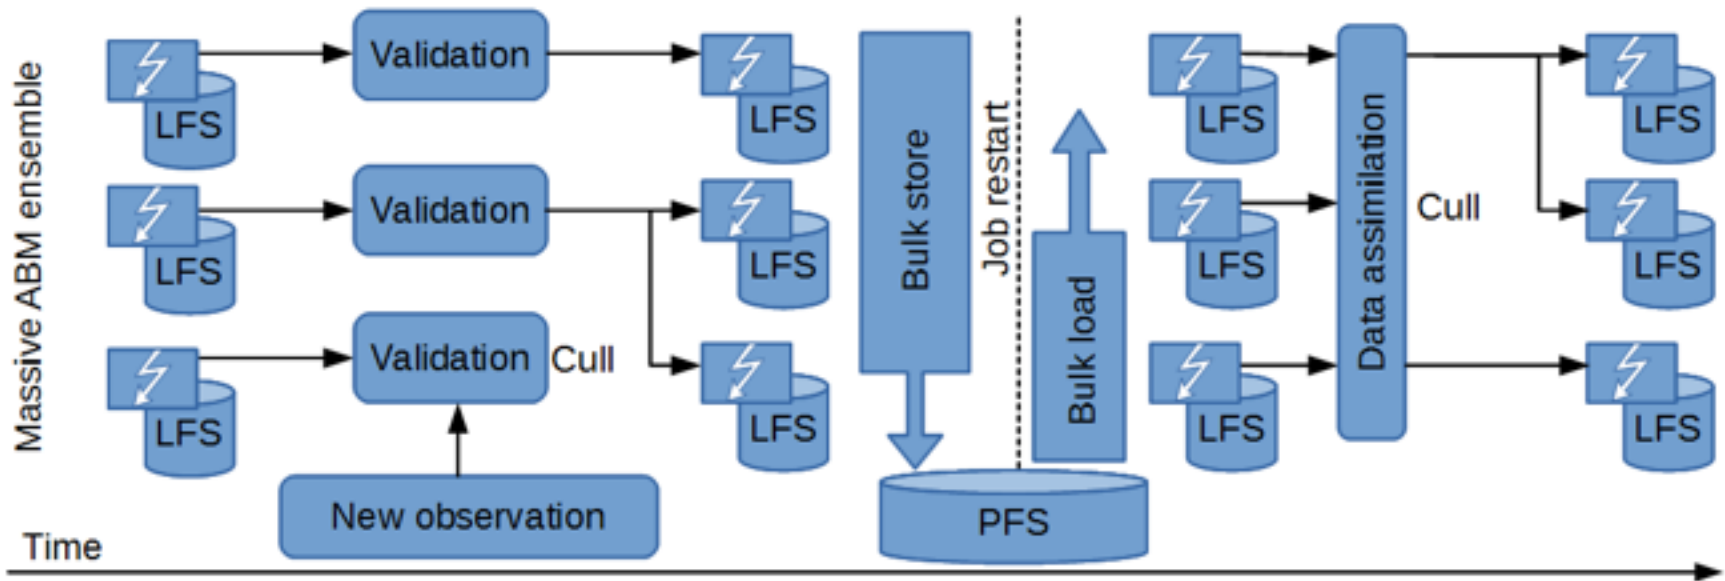 Massive ABM ensemble
LFS
LFS
LFS
Validation
Validation
Validation
Cull
New observation
LFS
LFS
LFS
Bulk store
Job restart
Bulk load
PFS
LFS
LFS
LFS
Data assimilation
Cull
LFS
LFS
LFS
Time